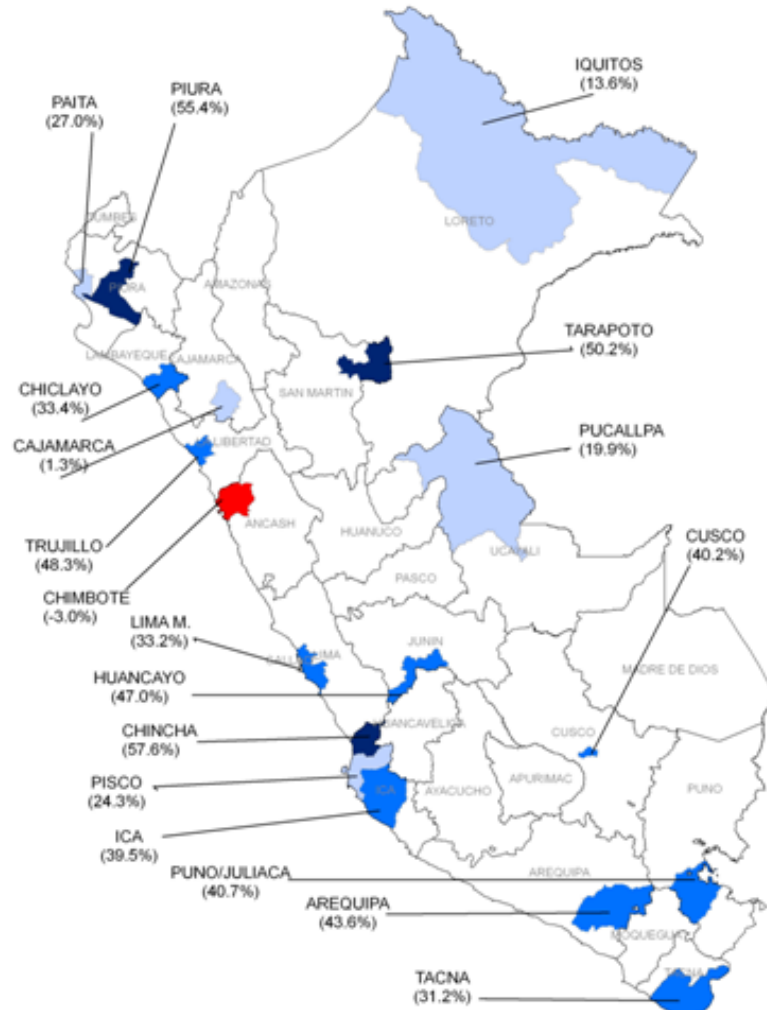 IQUITOS
(13.6%)
PIURA
(55.4%)
PAITA
(27.0%)
TUMBES
LORETO
AMAZONAS
PIURA
TARAPOTO
(50.2%)
LAMBAYEQUE
CAJAMARCA
SAN MARTIN
CHICLAYO
(33.4%)
CAJAMARCA
(1.3%)
LIBERTAD
PUCALLPA
(19.9%)
ANCASH
HUANUCO
UCAYALI
TRUJILLO
(48.3%)
CUSCO
(40.2%)
PASCO
CHIMBOTE
(-3.0%)
LIMA M.
(33.2%)
JUNIN
LIMA
MADRE DE DIOS
HUANCAYO
(47.0%)
CHINCHA
(57.6%)
HUANCAVELICA
CUSCO
PISCO
(24.3%)
ICA
AYACUCHO
APURIMAC
PUNO
ICA
(39.5%)
PUNO/JULIACA
(40.7%)
AREQUIPA
AREQUIPA
(43.6%)
MOQUEGUA
TACNA
(31.2%)
TACNA